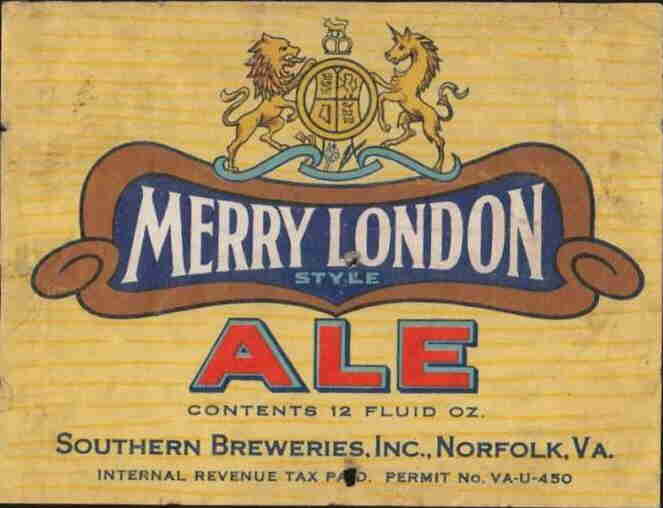 MERRY LONDON
STYLE
ALE
CONTENTS 12 FLUID OZ.
SOUTHERN BREWERIES, INC., NORFOLK, VA.
INTERNAL REVENUE TAX PAID. PERMIT No. VA-U-450